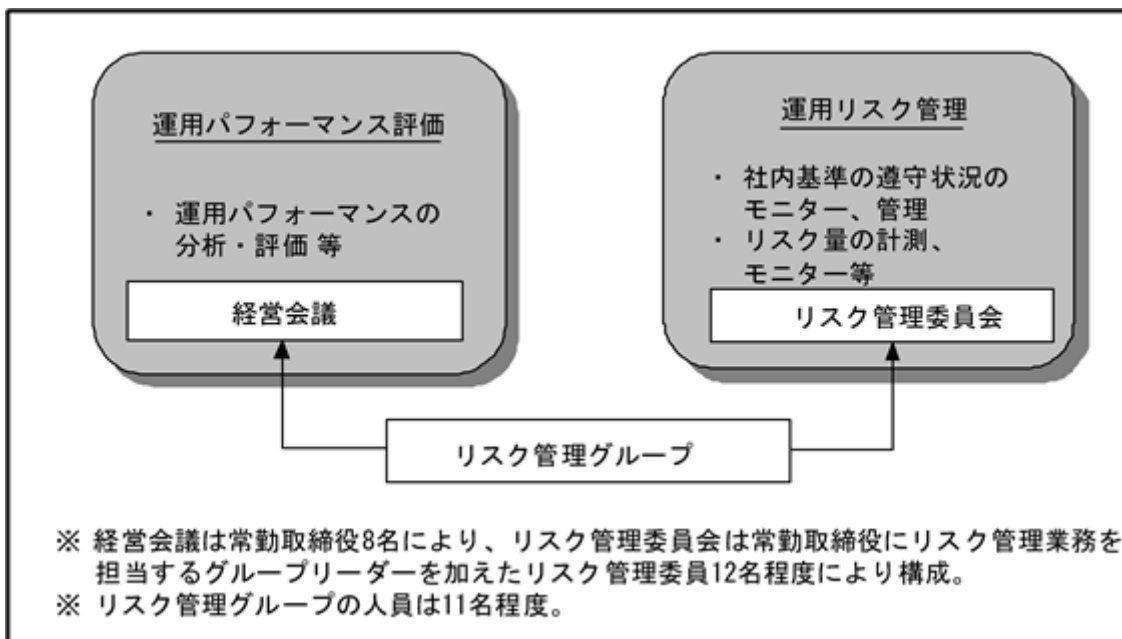 運用パフォーマンス評価
・ 運用パフォーマンスの
分析・評価 等
経営会議
運用リスク管理
・ 社内基準の遵守状況の
モニター、管理
・ リスク量の計測、
モニター等
リスク管理委員会
リスク管理グループ
※ 経営会議は常勤取締役8名により、リスク管理委員会は常勤取締役にリスク管理業務を
担当するグループリーダーを加えたリスク管理委員12名程度により構成。
※ リスク管理グループの人員は11名程度。